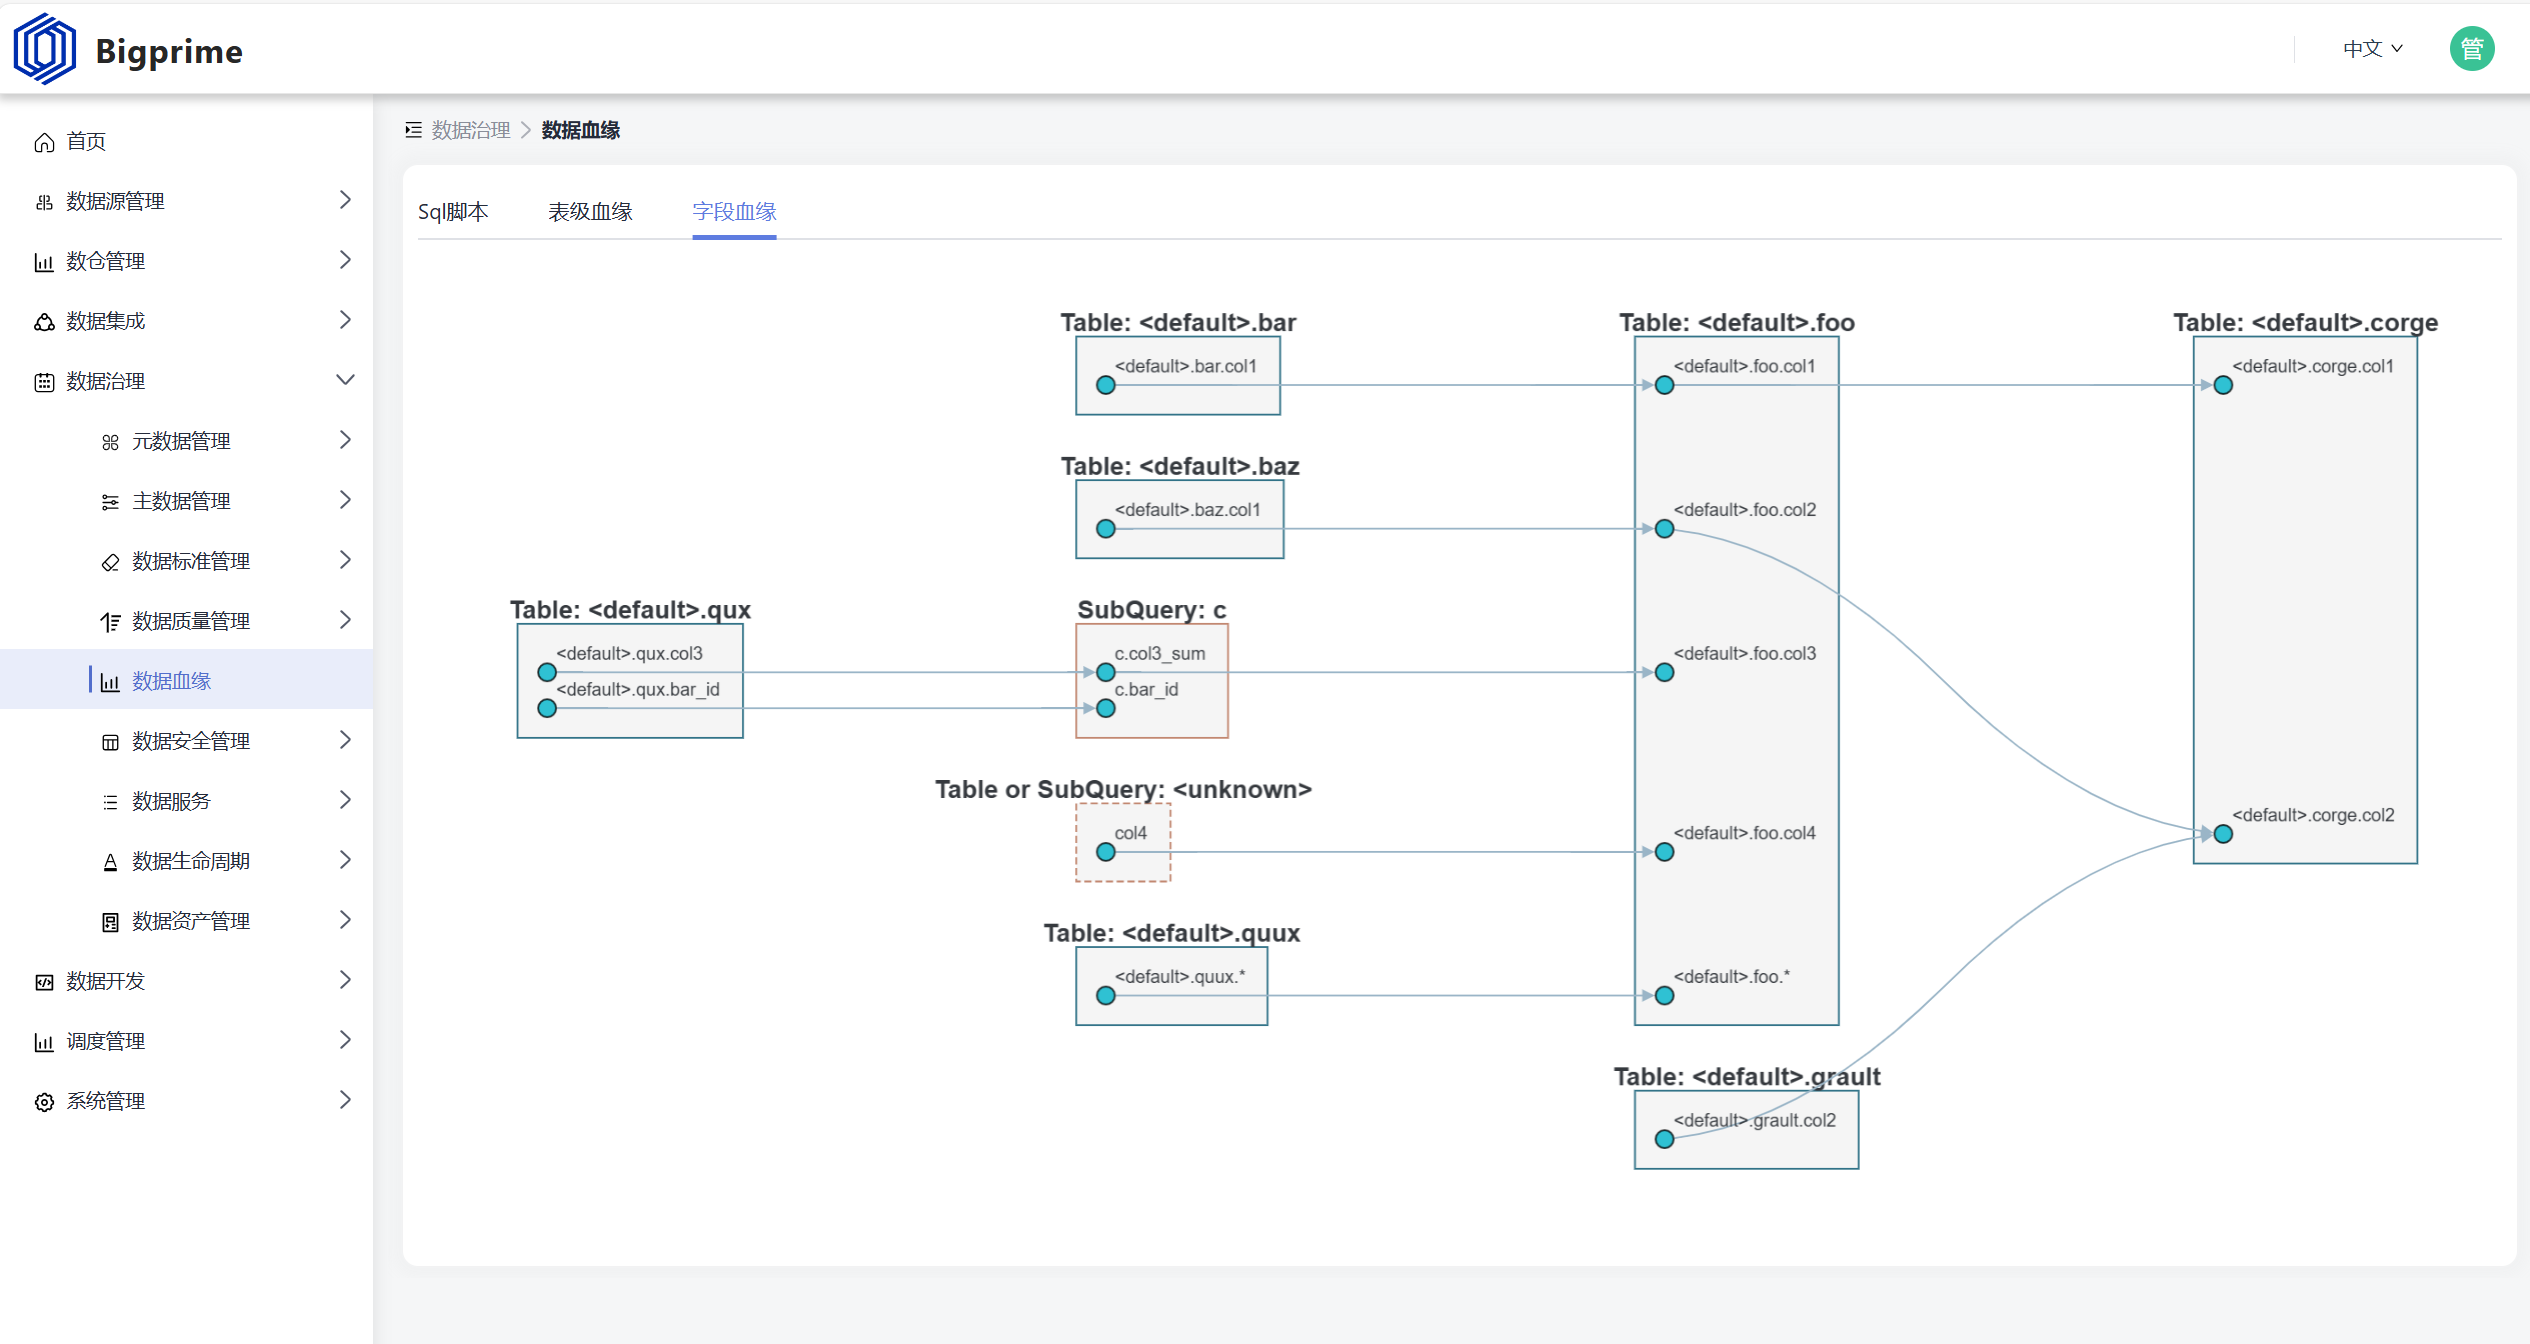 Bigprime
中文
管
首页
数据源管理
数仓管理
数据集成
数据治理
元数据管理
主数据管理
数据标准管理
数据质量管理
数据血缘
数据安全管理
数据服务
数据生命周期
数据资产管理
数据开发
调度管理
系统管理
数据治理 > 数据血缘
Sql脚本 表级血缘 字段血缘
Table: <default>.bar
<default>.bar.col1
Table: <default>.baz
<default>.baz.col1
Table: <default>.qux
<default>.qux.col3
<default>.qux.bar_id
SubQuery: c
c.col3_sum
c.bar_id
Table or SubQuery: <unknown>
col4
Table: <default>.quux
<default>.quux.*
Table: <default>.foo
<default>.foo.col1
<default>.foo.col2
<default>.foo.col3
<default>.foo.col4
<default>.foo.*
Table: <default>.grault
<default>.grault.col2
Table: <default>.corge
<default>.corge.col1
<default>.corge.col2